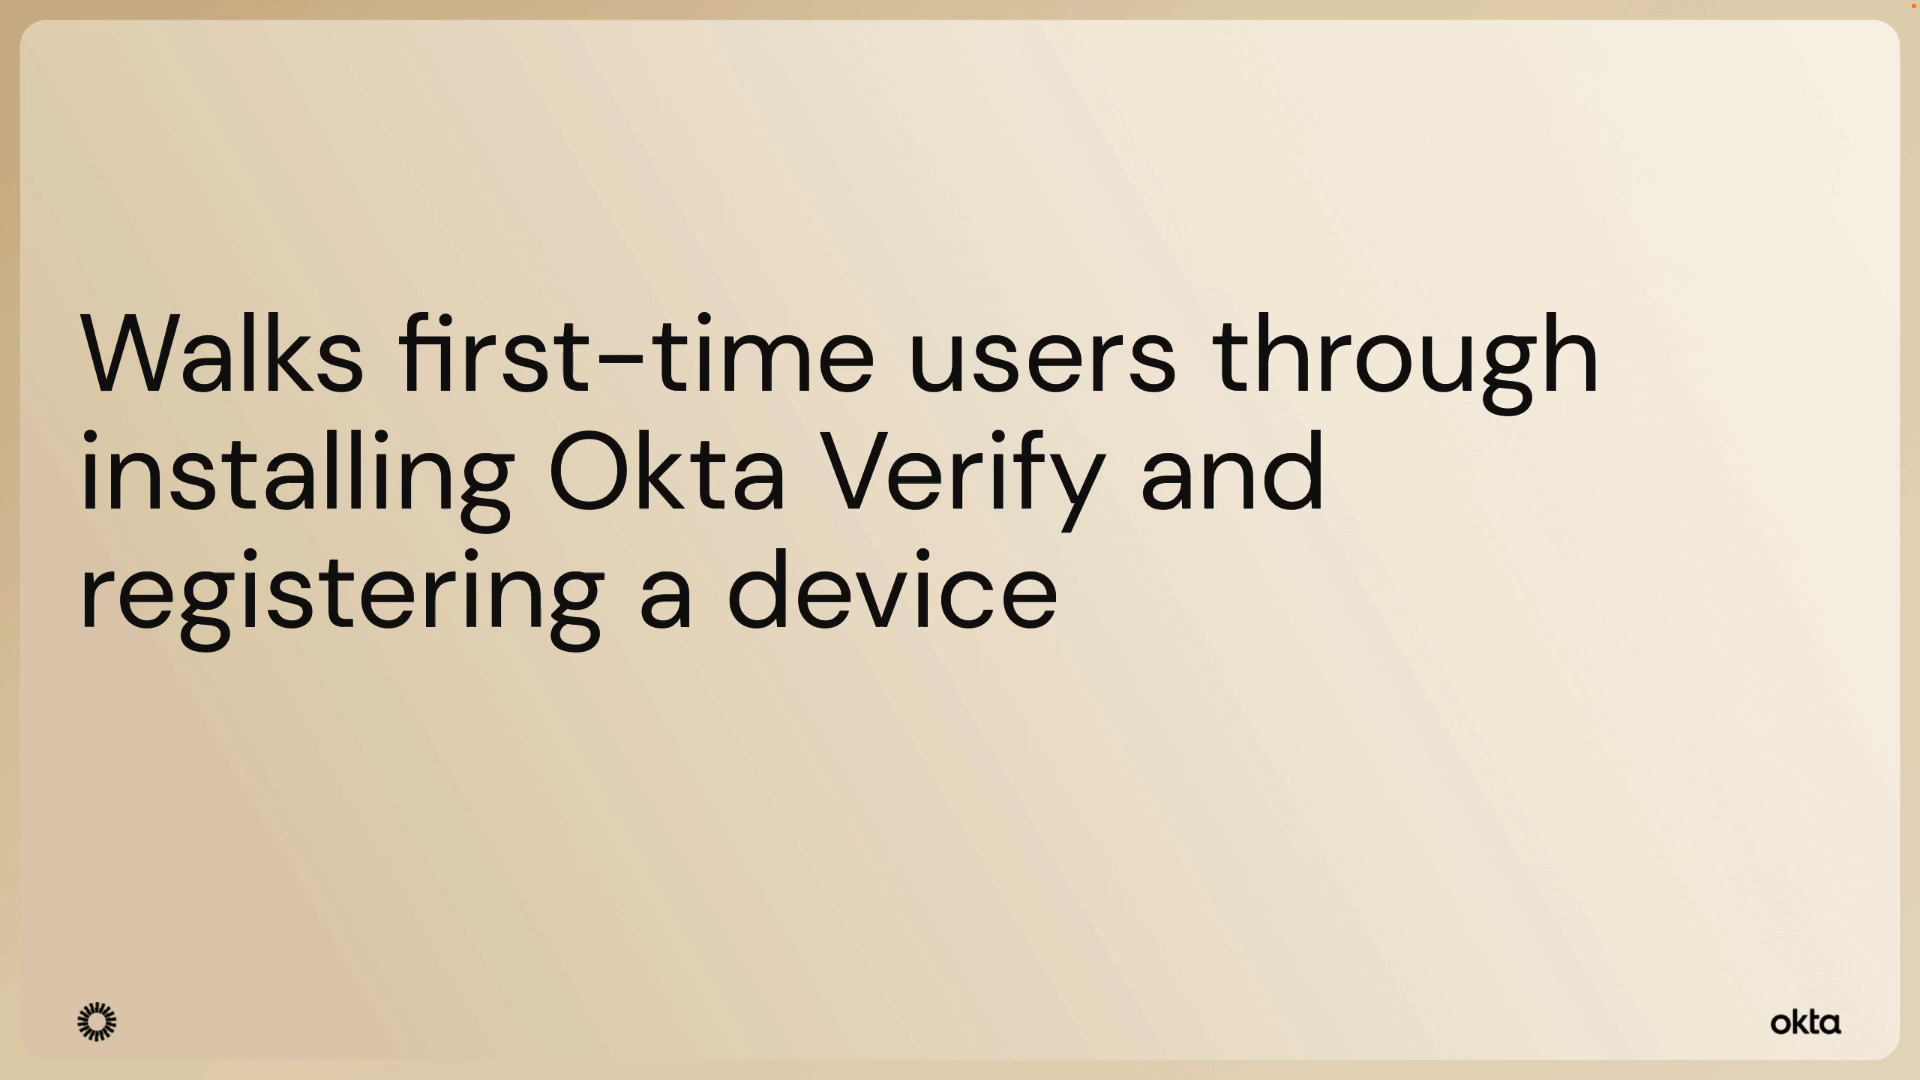 Walks first-time users through
installing Okta Verify and
registering a device
okta